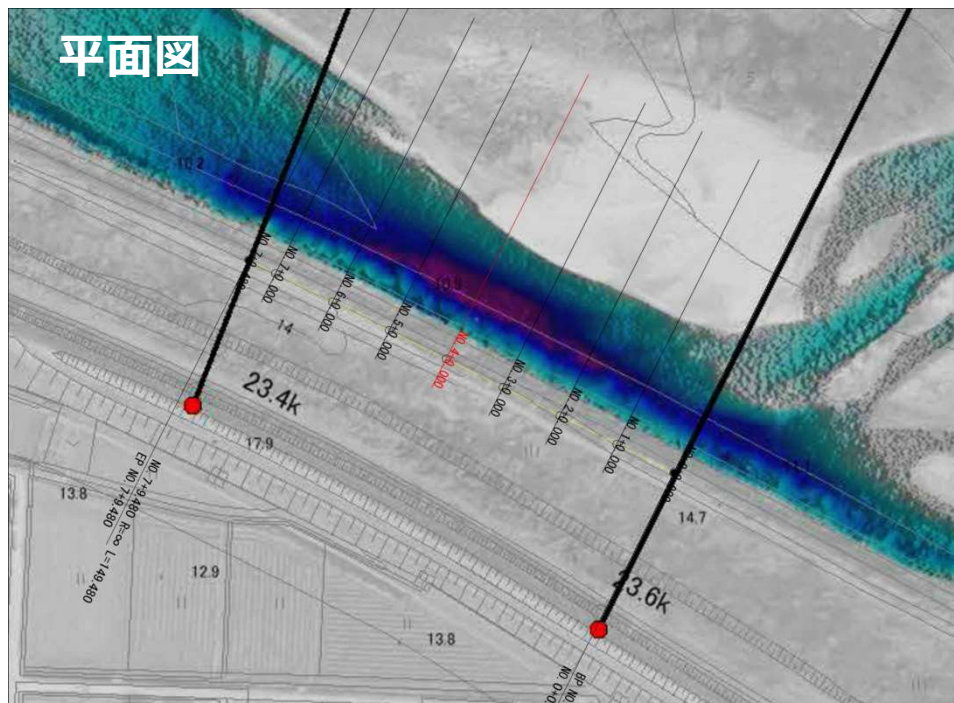 平面図
10.2
NO. 7+0.000
NO. 6+0.000
NO. 5+0.000
10.9
NO. 4+0.000
NO. 3+0.000
NO. 2+0.000
NO. 1+0.000
14
23.4k
17.9
14.7
23.6k
13.8
12.9
13.8
NO. 7+9.480 R=∞ L=149.480
EP NO. 7+9.480